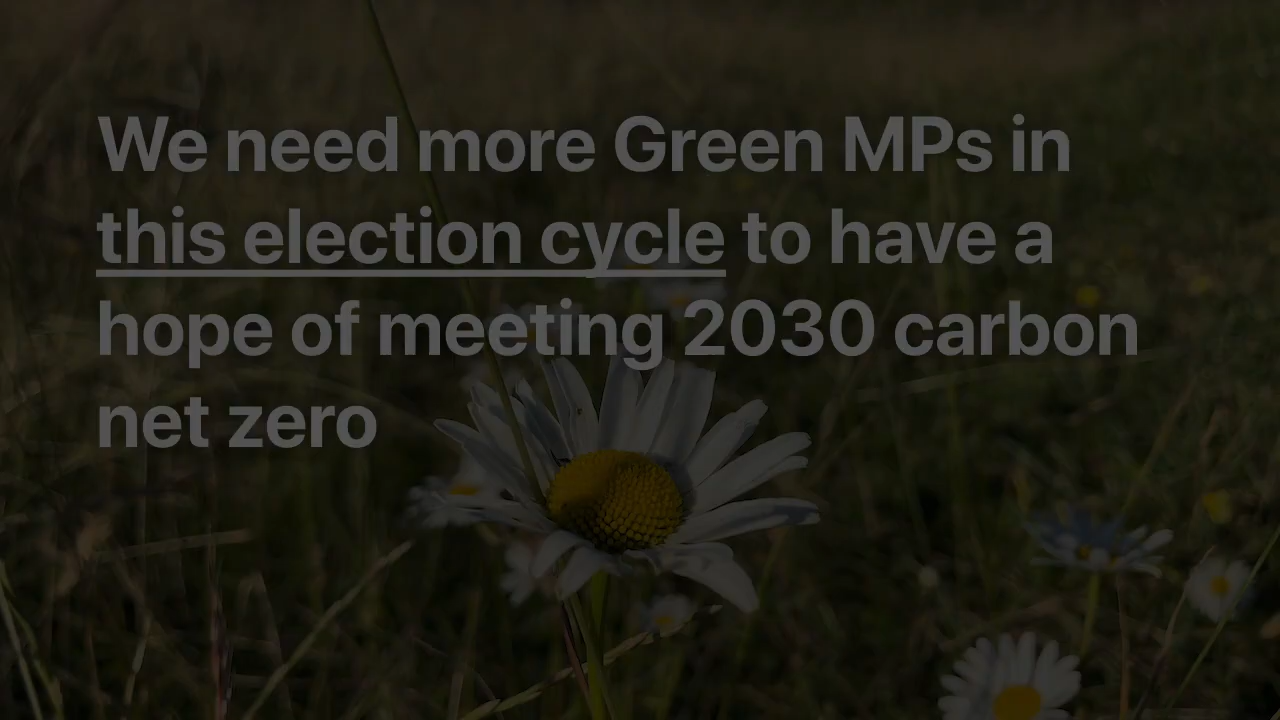 We need more Green MPs in
this election cycle to have a
hope of meeting 2030 carbon
net zero